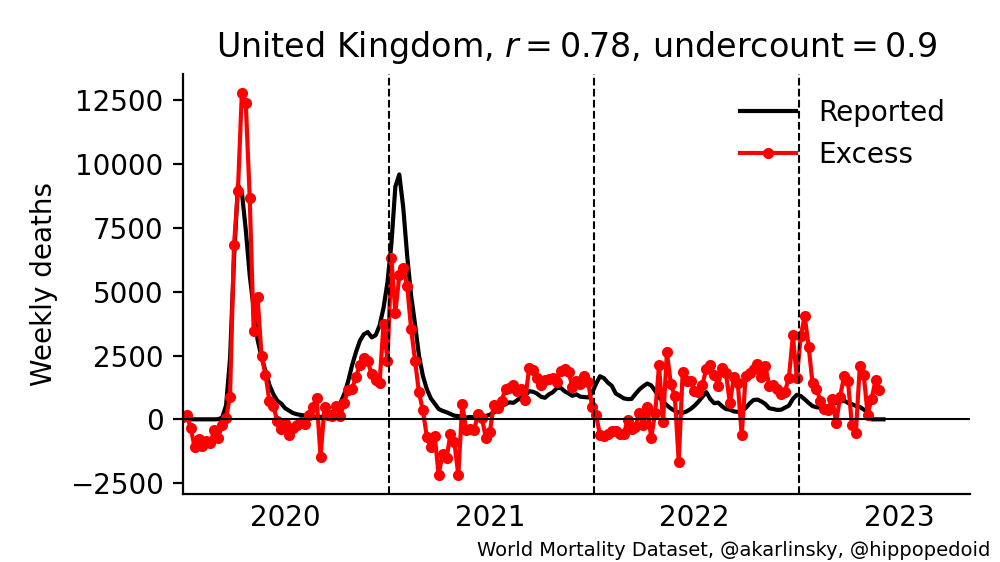 United Kingdom, r = 0.78, undercount = 0.9
Weekly deaths
12500
10000
7500
5000
2500
0
−2500
Reported
Excess
2020 2021 2022 2023
World Mortality Dataset, @akarlinsky, @hippopedoid